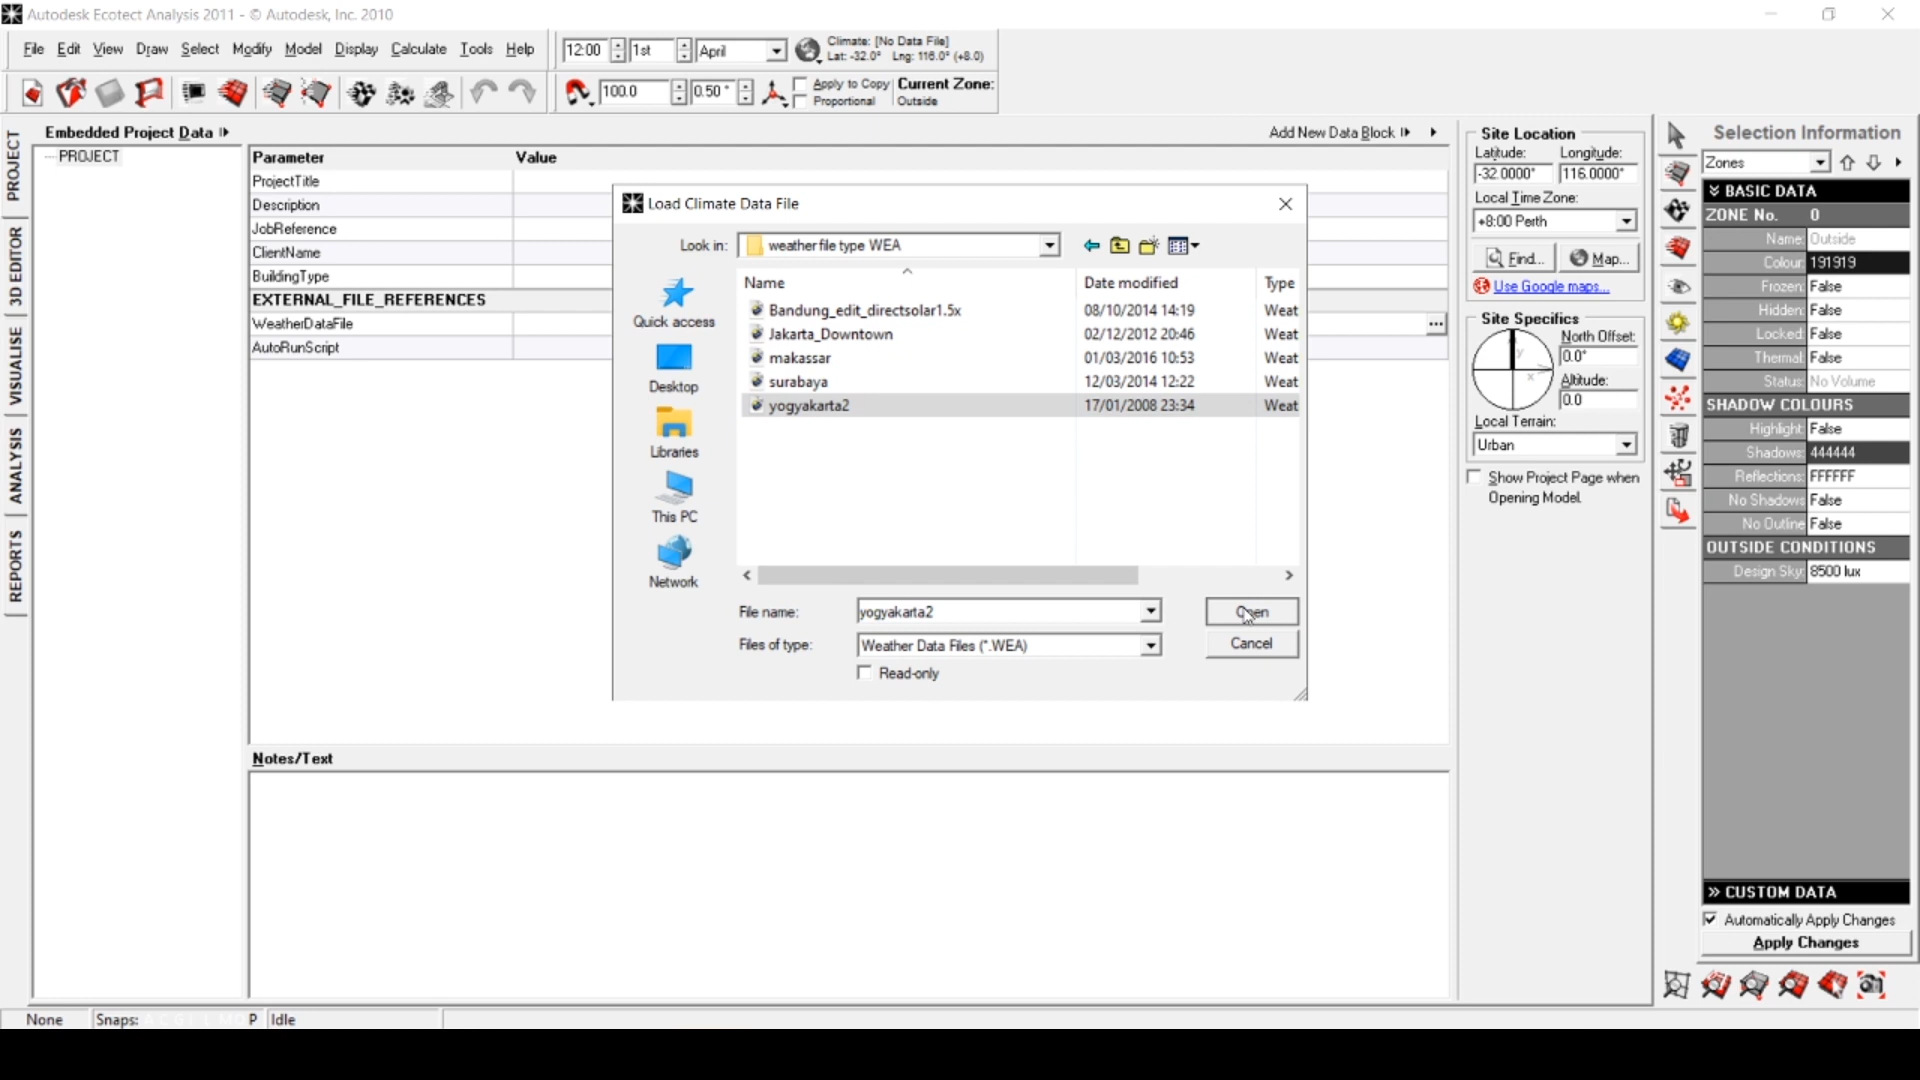 Autodesk Ecotect Analysis 2011 - © Autodesk, Inc. 2010
File Edit View Draw Select Modify Model Display Calculate Tools Help
12:00 1st April
Climate: [No Data File]
Lat: -32.0° Lng: 116.0° (+8.0)
100.0 0.50 °
Apply to Copy
Proportional
Current Zone:
Outside
PROJECT
3D EDITOR
VISUALISE
ANALYSIS
REPORTS
Embedded Project Data
PROJECT
Add New Data Block
Parameter Value
ProjectTitle
Description
JobReference
ClientName
BuildingType
EXTERNAL_FILE_REFERENCES
WeatherDataFile
...
AutoRunScript
Load Climate Data File
Look in: weather file type WEA
Quick access
Desktop
Libraries
This PC
Network
Name Date modified Type
Bandung_edit_directsolar1.5x 08/10/2014 14:19 Weat
Jakarta_Downtown 02/12/2012 20:46 Weat
makassar 01/03/2016 10:53 Weat
surabaya 12/03/2014 12:22 Weat
yogyakarta2 17/01/2008 23:34 Weat
File name: yogyakarta2 Open
Files of type: Weather Data Files (*.WEA) Cancel
Read-only
Notes/Text
Site Location
Latitude: Longitude:
-32.0000° 116.0000°
Local Time Zone:
+8:00 Perth
Find... Map...
Use Google maps...
Site Specifics
North Offset:
0.0°
Altitude:
0.0
Local Terrain:
Urban
Show Project Page when
Opening Model
Selection Information
Zones
BASIC DATA
ZONE No. 0
Name: Outside
Colour: 191919
Frozen: False
Hidden: False
Locked: False
Thermal: False
Status: No Volume
SHADOW COLOURS
Highlight: False
Shadows: 444444
Reflections: FFFFFF
No Shadows False
No Outline False
OUTSIDE CONDITIONS
Design Sky: 8500 lux
CUSTOM DATA
Automatically Apply Changes
Apply Changes
None Snaps: P Idle